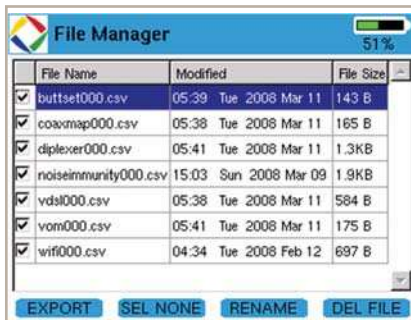 File Manager
51%
File Name Modified File Size
buttset000.csv 05:39 Tue 2008 Mar 11 143 B
coaxmap000.csv 05:38 Tue 2008 Mar 11 165 B
diplexer000.csv 05:41 Tue 2008 Mar 11 1.3KB
noiseimmunity000.csv 15:03 Sun 2008 Mar 09 1.9KB
vdsl000.csv 05:38 Tue 2008 Mar 11 584 B
vom000.csv 05:41 Tue 2008 Mar 11 175 B
wifi000.csv 04:34 Tue 2008 Feb 12 697 B
EXPORT SEL NONE RENAME DEL FILE